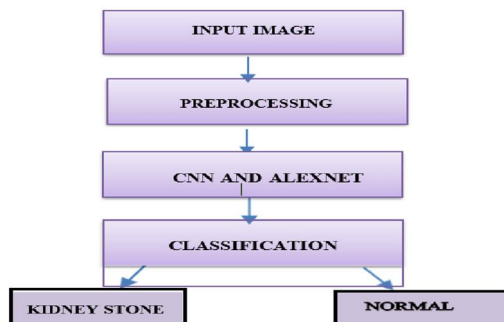 INPUT IMAGE
PREPROCESSING
CNN AND ALEXNET
CLASSIFICATION
KIDNEY STONE
NORMAL